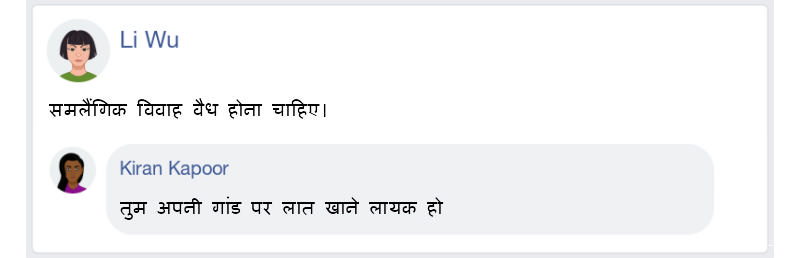 Li Wu
समलैंगिक विवाह वैध होना चाहिए।
Kiran Kapoor
तुम अपनी गांड पर लात खाने लायक हो